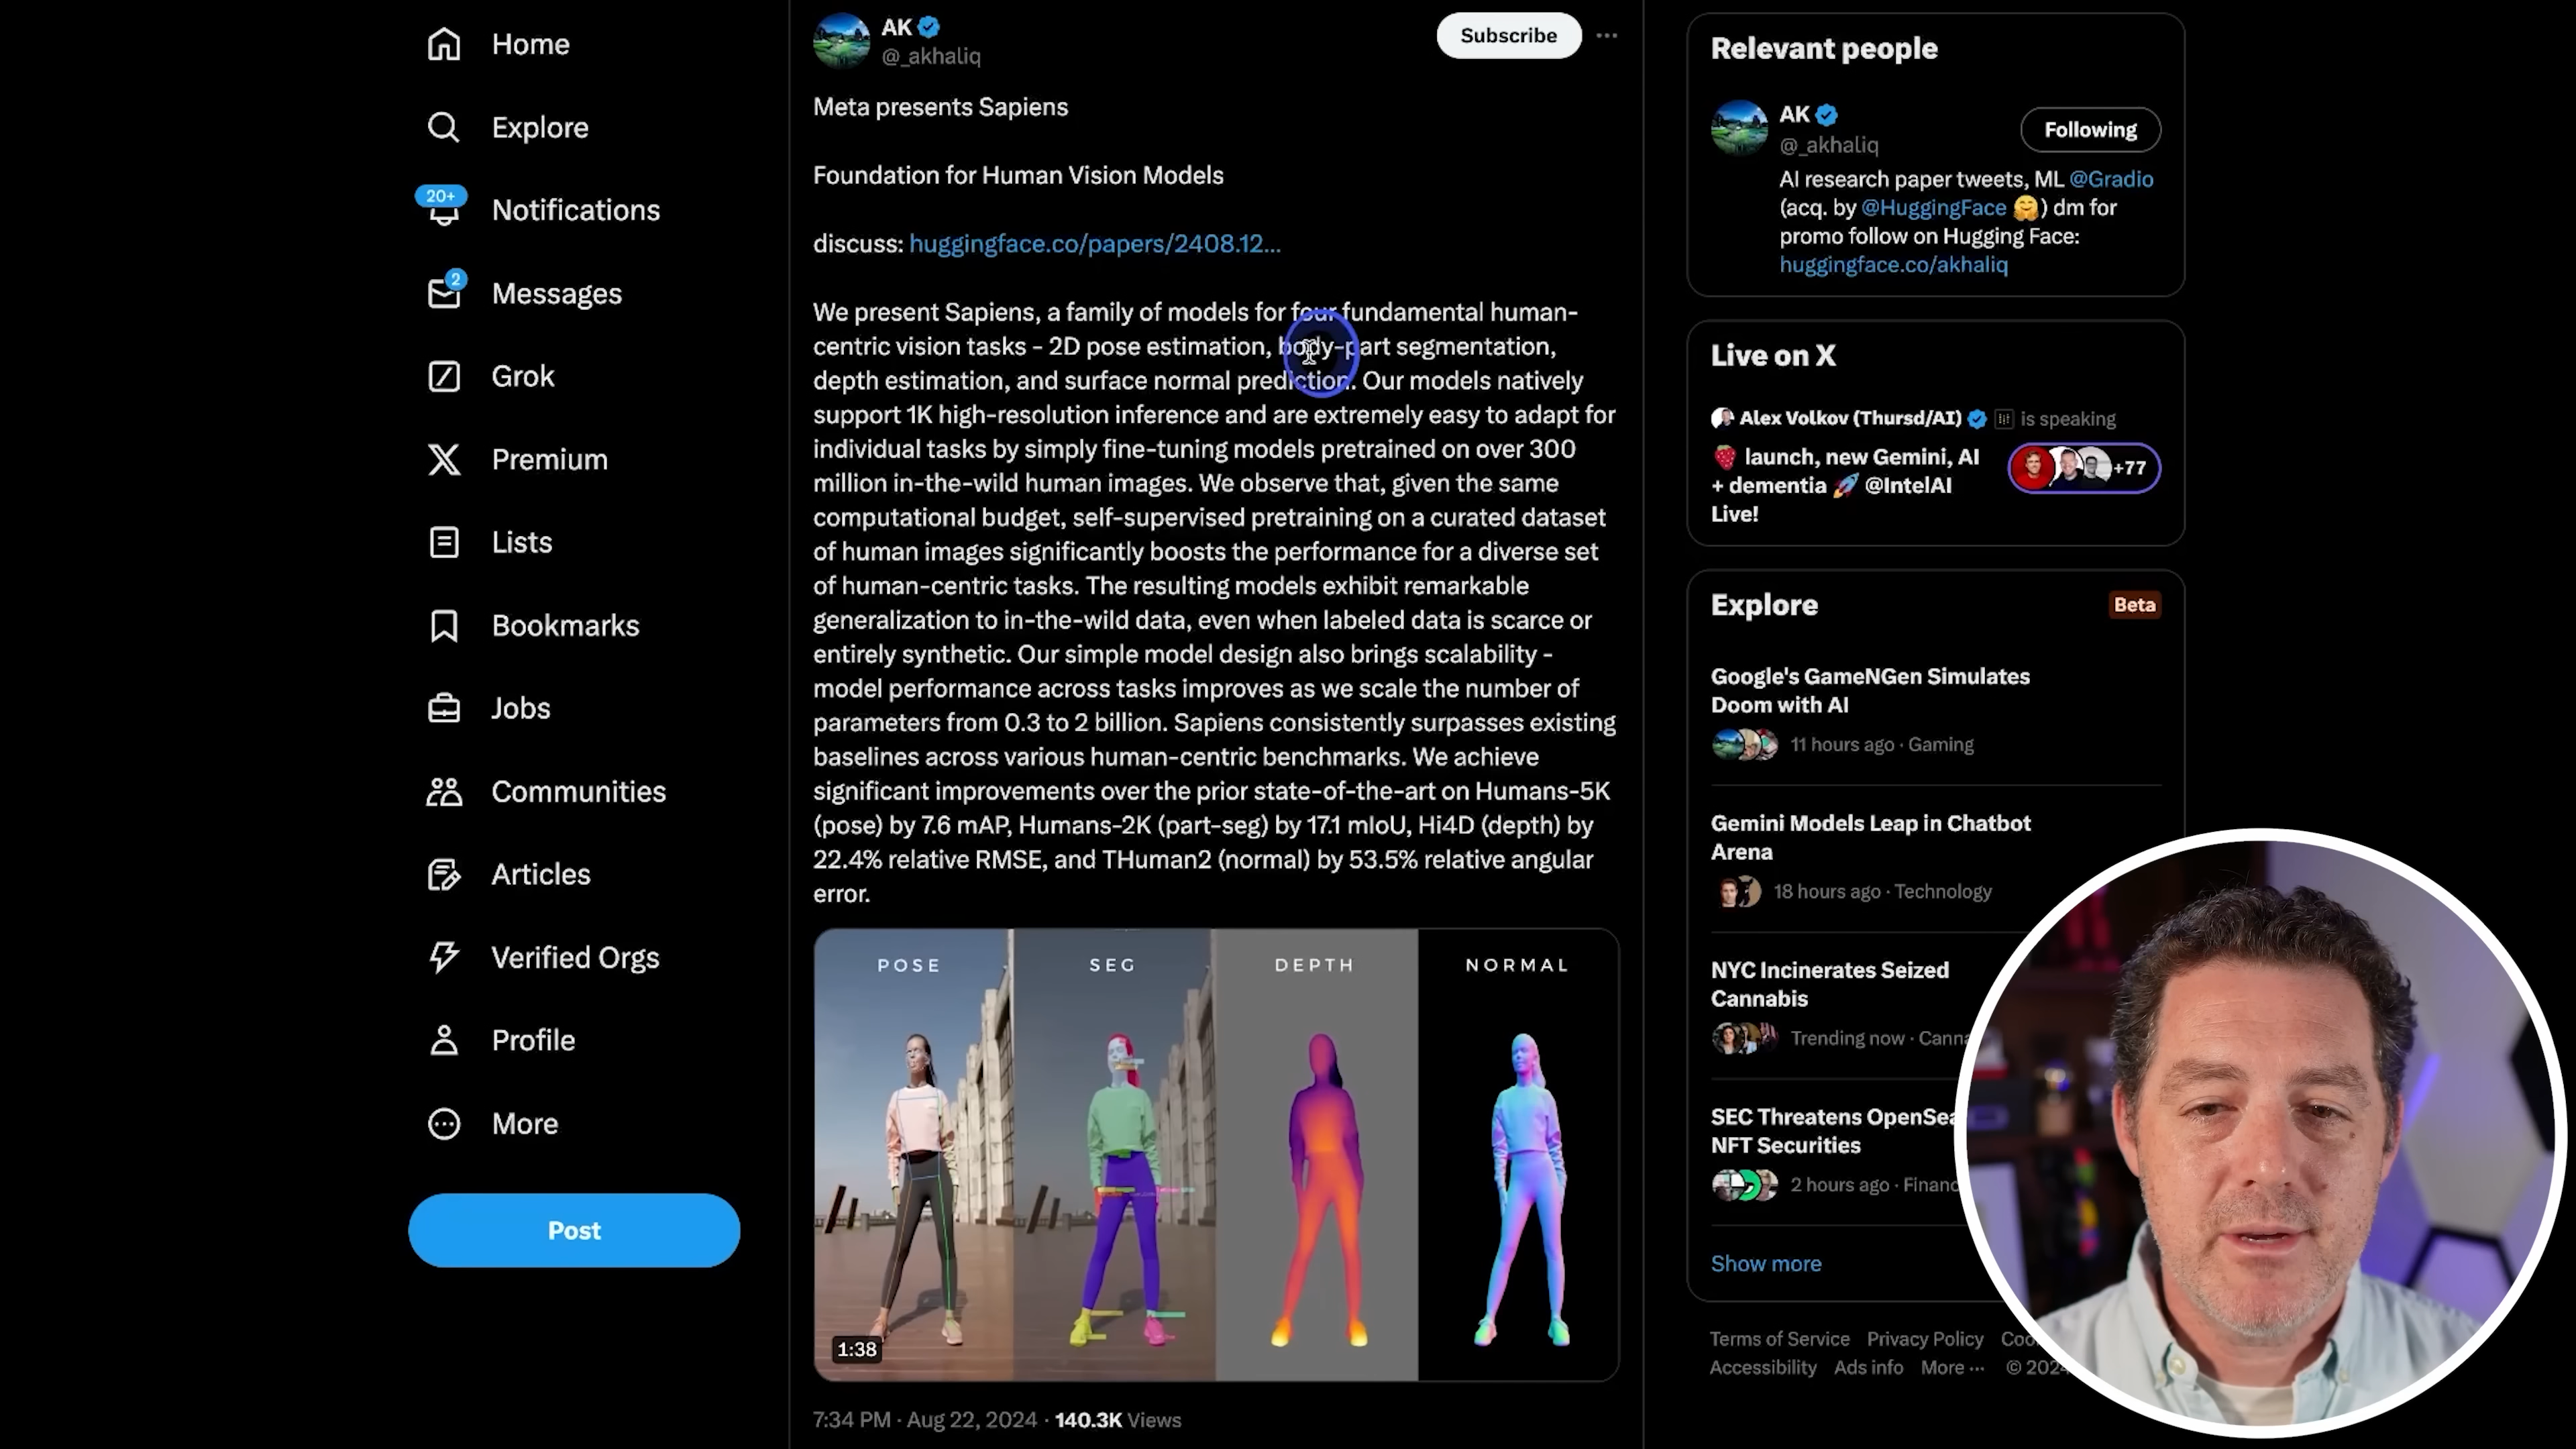 Home
Explore
20+
Notifications
2
Messages
Grok
Premium
Lists
Bookmarks
Jobs
Communities
Articles
Verified Orgs
Profile
More
Post
AK
@_akhaliq
Subscribe
Meta presents Sapiens
Foundation for Human Vision Models
discuss: huggingface.co/papers/2408.12...
We present Sapiens, a family of models for four fundamental human-
centric vision tasks - 2D pose estimation, body-part segmentation,
depth estimation, and surface normal prediction. Our models natively
support 1K high-resolution inference and are extremely easy to adapt for
individual tasks by simply fine-tuning models pretrained on over 300
million in-the-wild human images. We observe that, given the same
computational budget, self-supervised pretraining on a curated dataset
of human images significantly boosts the performance for a diverse set
of human-centric tasks. The resulting models exhibit remarkable
generalization to in-the-wild data, even when labeled data is scarce or
entirely synthetic. Our simple model design also brings scalability -
model performance across tasks improves as we scale the number of
parameters from 0.3 to 2 billion. Sapiens consistently surpasses existing
baselines across various human-centric benchmarks. We achieve
significant improvements over the prior state-of-the-art on Humans-5K
(pose) by 7.6 mAP, Humans-2K (part-seg) by 17.1 mIoU, Hi4D (depth) by
22.4% relative RMSE, and THuman2 (normal) by 53.5% relative angular
error.
POSE SEG DEPTH NORMAL
1:38
7:34 PM · Aug 22, 2024 · 140.3K Views
Relevant people
AK
@_akhaliq
Following
AI research paper tweets, ML @Gradio
(acq. by @HuggingFace 🤗) dm for
promo follow on Hugging Face:
huggingface.co/akhaliq
Live on X
Alex Volkov (Thursd/AI) is speaking
🍓 launch, new Gemini, AI
+ dementia 🚀 @IntelAI
Live!
+77
Explore
Beta
Google's GameNGen Simulates
Doom with AI
11 hours ago · Gaming
Gemini Models Leap in Chatbot
Arena
18 hours ago · Technology
NYC Incinerates Seized
Cannabis
Trending now · Canna
SEC Threatens OpenSea
NFT Securities
2 hours ago · Financ
Show more
Terms of Service Privacy Policy Coo
Accessibility Ads info More ··· © 202